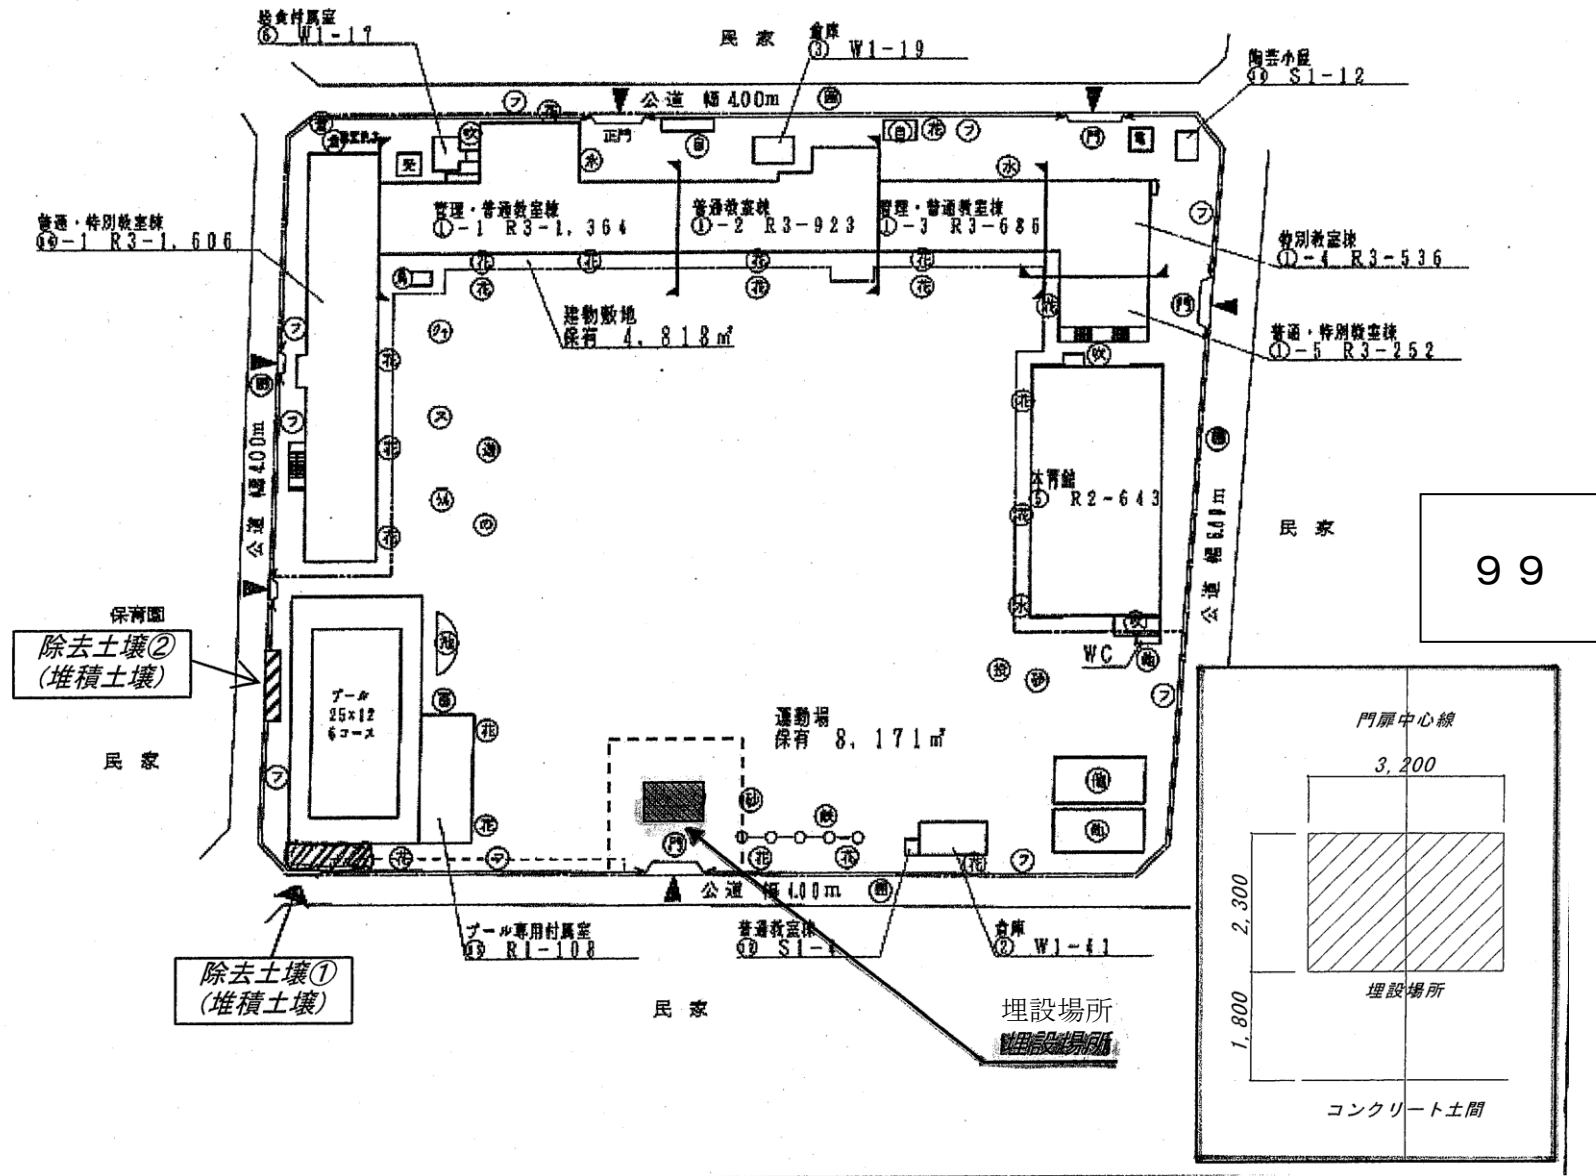 給食付属室
⑥ W1-17
民 家
倉庫
③ W1-19
陶芸小屋
S1-12
公道 幅 4.00m
正門
門
普通・特別教室棟
-1 R3-1,606
管理・普通教室棟
①-1 R3-1,364
普通教室棟
①-2 R3-923
管理・普通教室棟
①-3 R3-686
特別教室棟
①-4 R3-536
普通・特別教室棟
①-5 R3-252
建物敷地
保有 4,818㎡
公道 幅 4.00m
体育館
R2-643
民 家
公道 幅 6.00m
99
保育園
除去土壌②
(堆積土壌)
プール
25×12
6コース
WC
運動場
保有 8,171㎡
民 家
門扉中心線
3,200
2,300
埋設場所
1,800
コンクリート土間
門
公道 幅 4.00m
プール専用付属室
R1-108
普通教室棟
S1-4
倉庫
② W1-41
除去土壌①
(堆積土壌)
民 家
埋設場所
埋設場所